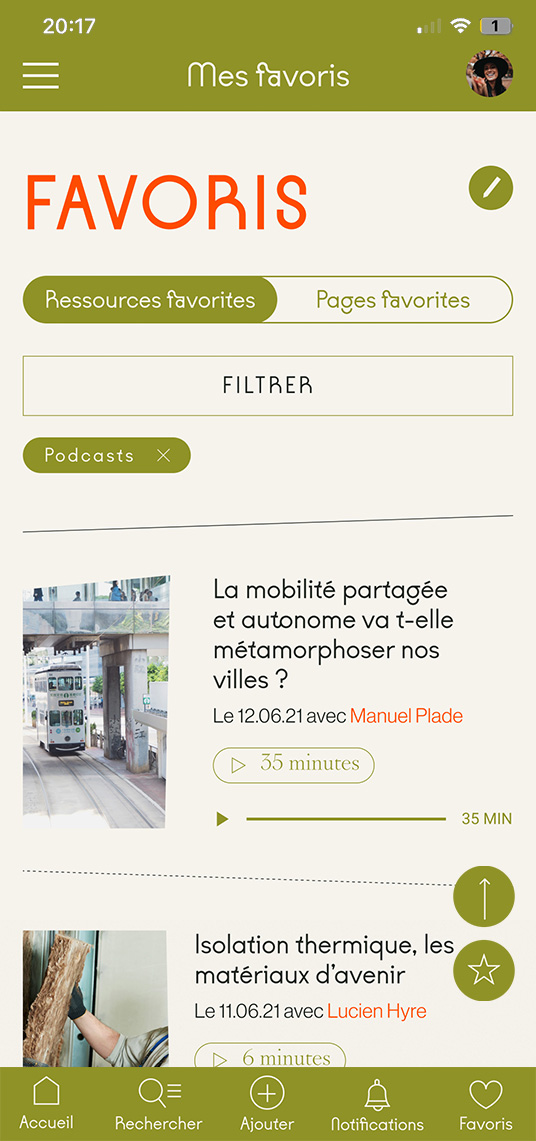 20:17
1
Mes favoris
FAVORIS
Ressources favorites
Pages favorites
FILTRER
Podcasts
La mobilité partagée
et autonome va t-elle
métamorphoser nos
villes ?
Le 12.06.21 avec Manuel Plade
35 minutes
35 MIN
Isolation thermique, les
matériaux d'avenir
Le 11.06.21 avec Lucien Hyre
6 minutes
Accueil
Rechercher
Ajouter
Notifications
Favoris